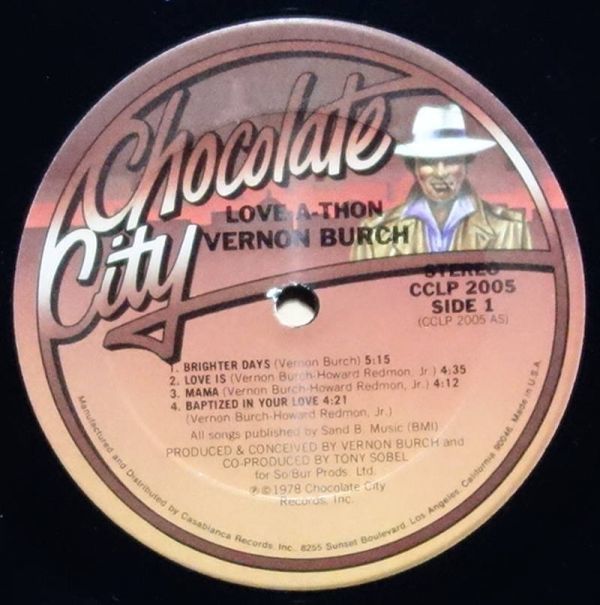 Chocolate
City
LOVE A-THON
VERNON BURCH
STEREO
CCLP 2005
SIDE 1
(CCLP 2005 AS)
1. BRIGHTER DAYS (Vernon Burch) 5:15
2. LOVE IS (Vernon Burch-Howard Redmon, Jr.) 4:35
3. MAMA (Vernon Burch-Howard Redmon, Jr.) 4:12
4. BAPTIZED IN YOUR LOVE 4:21
(Vernon Burch-Howard Redmon, Jr.)
All songs published by Sand B. Music (BMI)
PRODUCED & CONCEIVED BY VERNON BURCH and
CO-PRODUCED BY TONY SOBEL
for So/Bur Prods. Ltd.
℗ © 1978 Chocolate City
Records, Inc.
Manufactured and Distributed by Casablanca Records, Inc., 8255 Sunset Boulevard, Los Angeles, California 90046, Made in U.S.A.